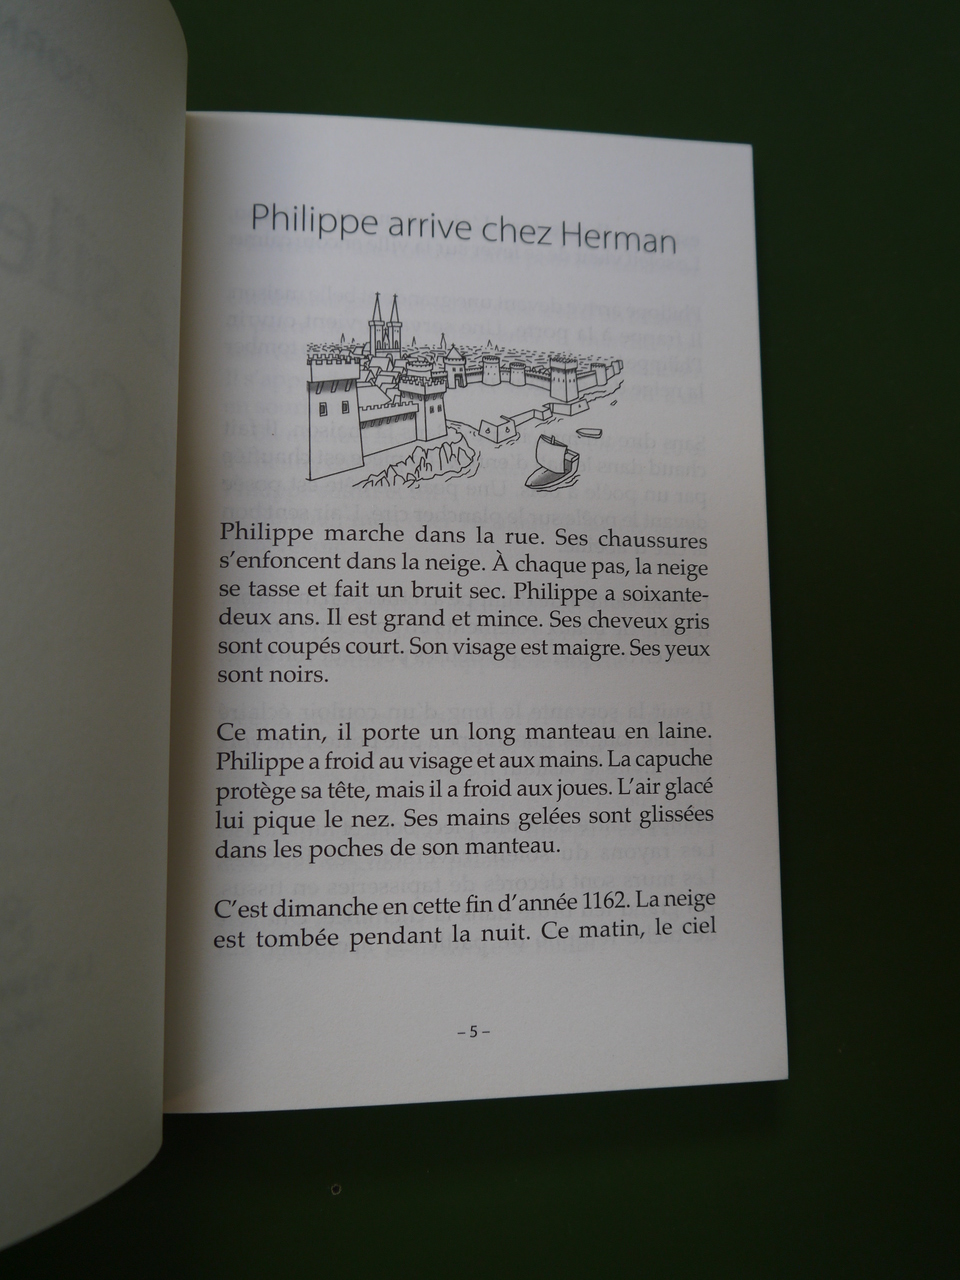 Philippe arrive chez Herman
Philippe marche dans la rue. Ses chaussures
s'enfoncent dans la neige. À chaque pas, la neige
se tasse et fait un bruit sec. Philippe a soixante-
deux ans. Il est grand et mince. Ses cheveux gris
sont coupés court. Son visage est maigre. Ses yeux
sont noirs.
Ce matin, il porte un long manteau en laine.
Philippe a froid au visage et aux mains. La capuche
protège sa tête, mais il a froid aux joues. L'air glacé
lui pique le nez. Ses mains gelées sont glissées
dans les poches de son manteau.
C'est dimanche en cette fin d'année 1162. La neige
est tombée pendant la nuit. Ce matin, le ciel
– 5 –